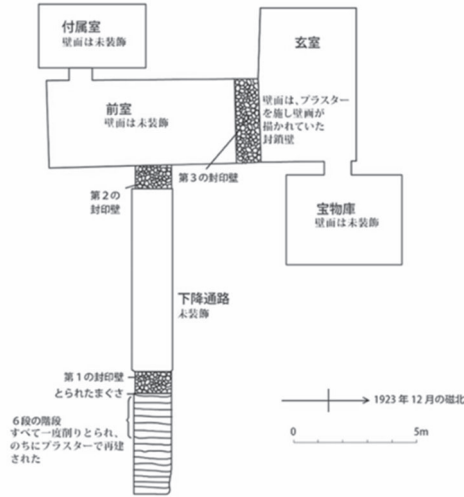 付属室
壁面は未装飾
玄室
前室
壁面は未装飾
壁面は、プラスター
を施し壁画が
描かれていた
封鎖壁
第3の封印壁
第2の
封印壁
宝物庫
壁面は未装飾
下降通路
未装飾
第1の封印壁
とられたまぐさ
6段の階段
すべて一度削りとられ、
のちにプラスターで再建
された
1923年12月の磁北
0 5m